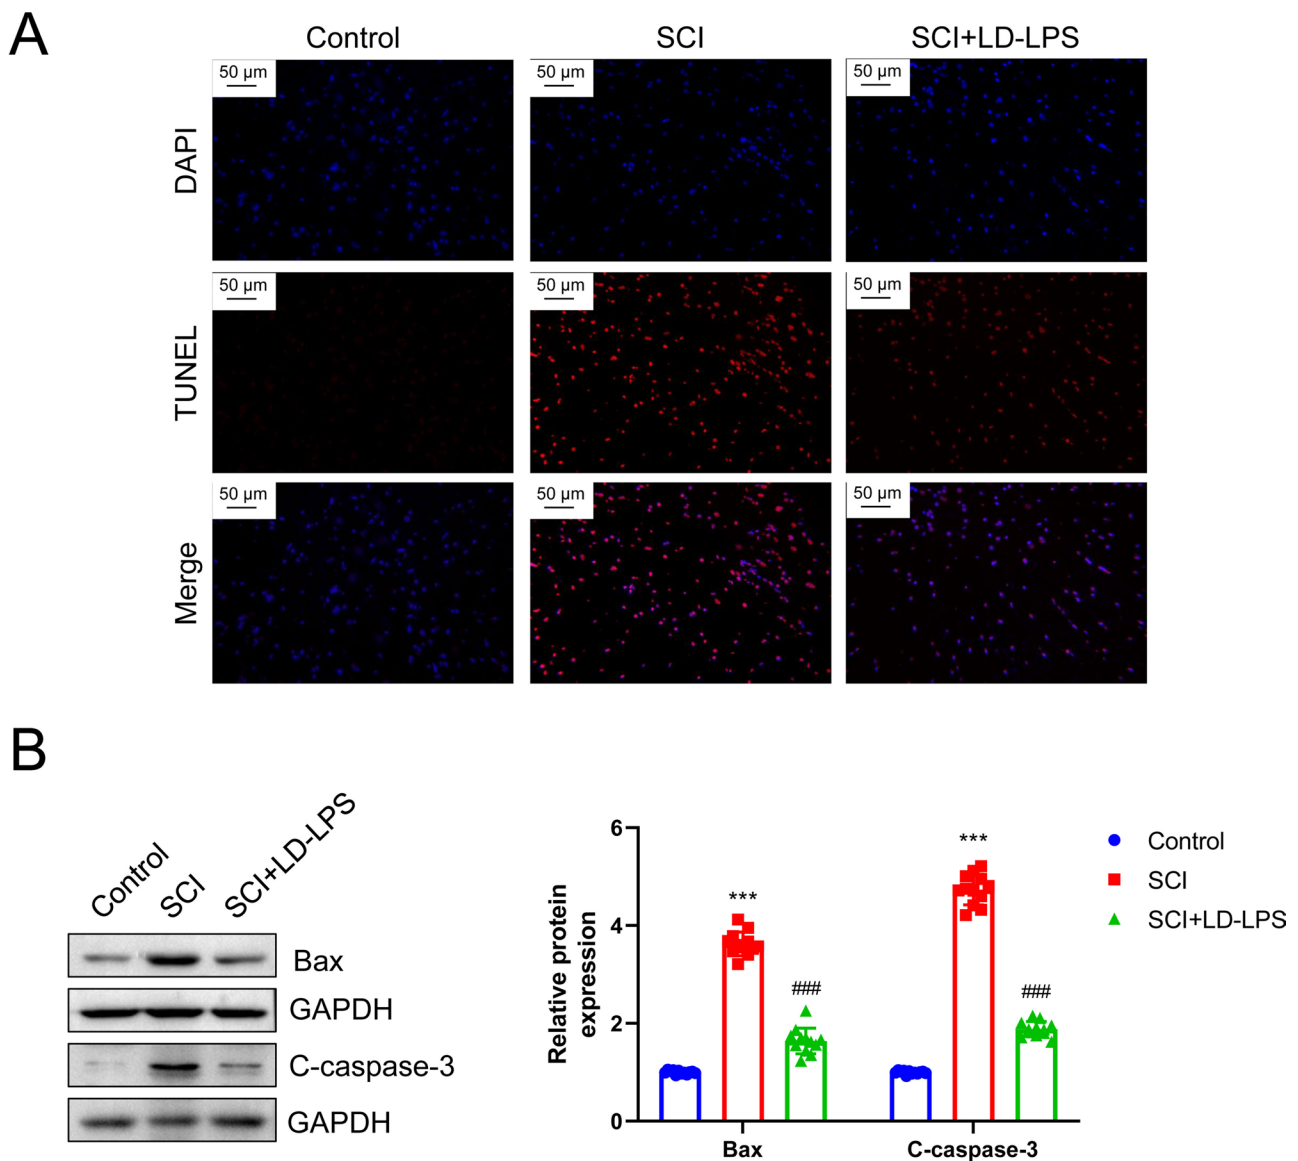 A
Control SCI SCI+LD-LPS
DAPI
50 µm 50 µm 50 µm
TUNEL
50 µm 50 µm 50 µm
Merge
50 µm 50 µm 50 µm
B
Control SCI SCI+LD-LPS
Bax
GAPDH
C-caspase-3
GAPDH
Relative protein
expression
6
4
2
0
***
###
***
###
Bax C-caspase-3
Control
SCI
SCI+LD-LPS